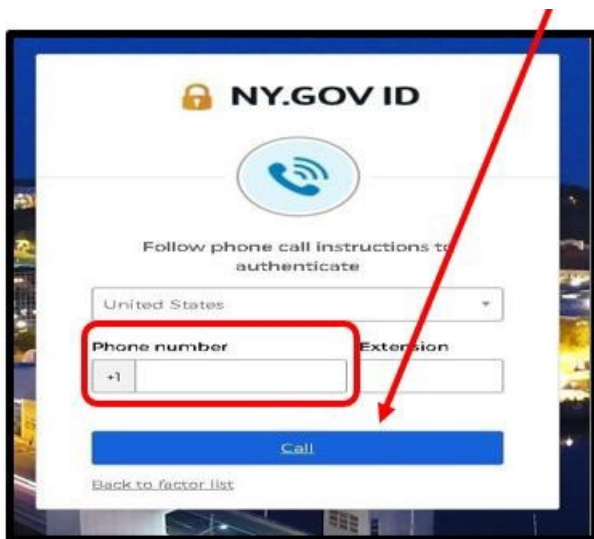 NY.GOV ID
Follow phone call instructions to
authenticate
United States
Phone number Extension
+1
Call
Back to factor list